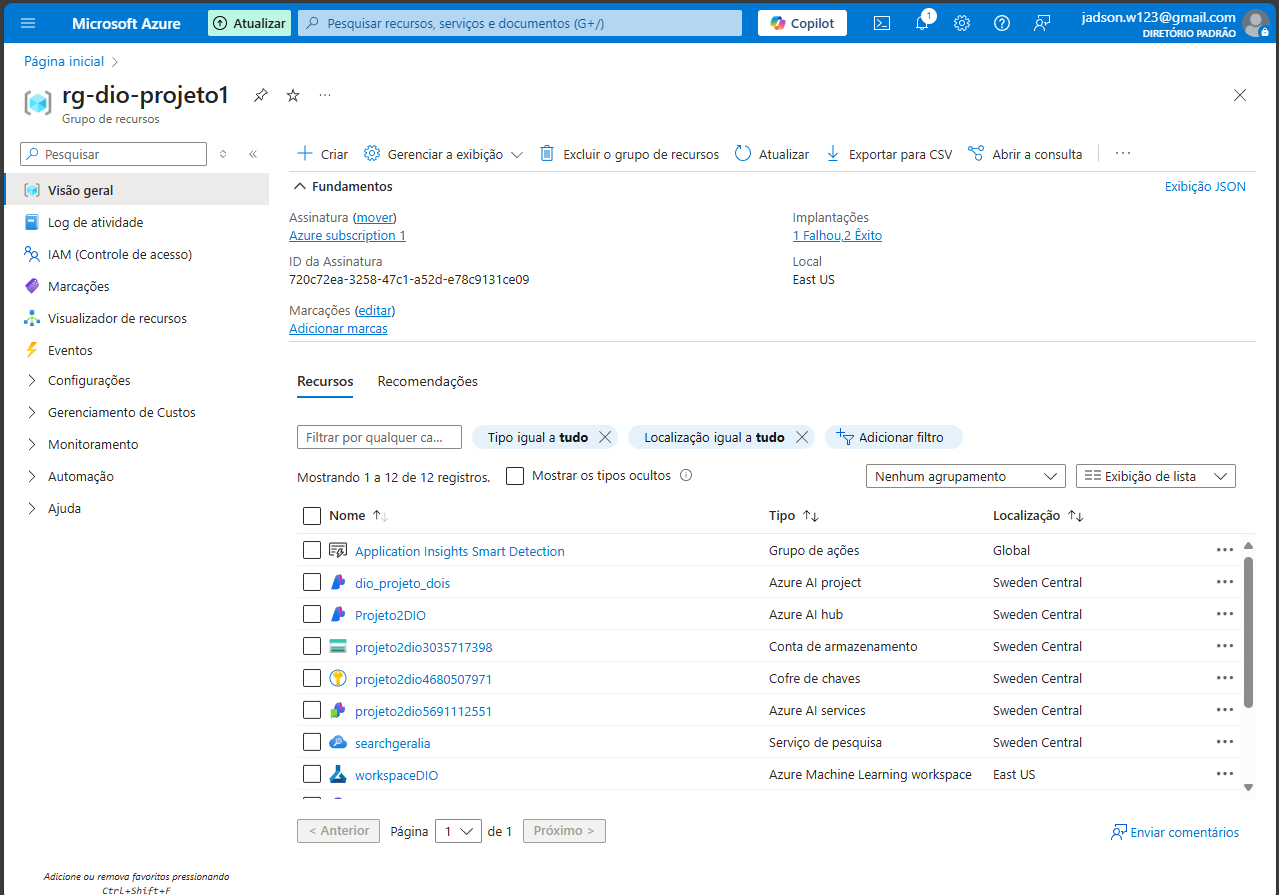 Microsoft Azure
Atualizar
Pesquisar recursos, serviços e documentos (G+/)
Copilot
1
jadson.w123@gmail.com
DIRETÓRIO PADRÃO
Página inicial
rg-dio-projeto1
Grupo de recursos
Pesquisar
Criar
Gerenciar a exibição
Excluir o grupo de recursos
Atualizar
Exportar para CSV
Abrir a consulta
Visão geral
Log de atividade
IAM (Controle de acesso)
Marcações
Visualizador de recursos
Eventos
Configurações
Gerenciamento de Custos
Monitoramento
Automação
Ajuda
Fundamentos
Exibição JSON
Assinatura (mover)
Azure subscription 1
ID da Assinatura
720c72ea-3258-47c1-a52d-e78c9131ce09
Marcações (editar)
Adicionar marcas
Implantações
1 Falhou,2 Êxito
Local
East US
Recursos Recomendações
Filtrar por qualquer ca...
Tipo igual a tudo
Localização igual a tudo
Adicionar filtro
Mostrando 1 a 12 de 12 registros.
Mostrar os tipos ocultos
Nenhum agrupamento
Exibição de lista
Nome Tipo Localização
Application Insights Smart Detection Grupo de ações Global
dio_projeto_dois Azure AI project Sweden Central
Projeto2DIO Azure AI hub Sweden Central
projeto2dio3035717398 Conta de armazenamento Sweden Central
projeto2dio4680507971 Cofre de chaves Sweden Central
projeto2dio5691112551 Azure AI services Sweden Central
searchgeralia Serviço de pesquisa Sweden Central
workspaceDIO Azure Machine Learning workspace East US
< Anterior Página 1 de 1 Próximo >
Enviar comentários
Adicione ou remova favoritos pressionando
Ctrl+Shift+F